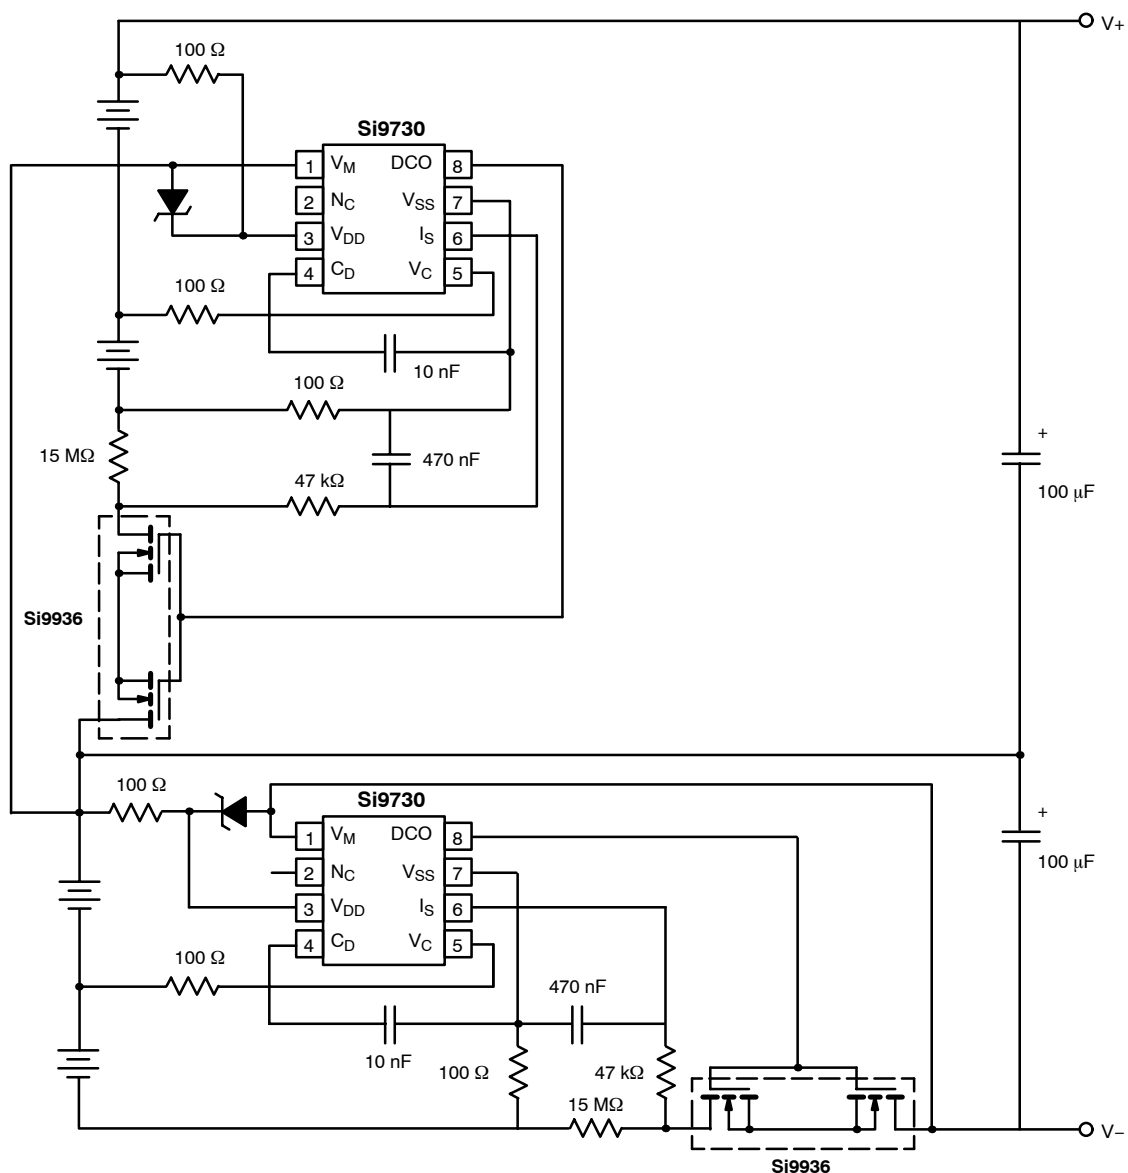 V+
100 Ω
Si9730
1 VM DCO 8
2 NC VSS 7
3 VDD IS 6
4 CD VC 5
100 Ω
10 nF
100 Ω
15 MΩ
470 nF
47 kΩ
+
100 μF
Si9936
100 Ω
Si9730
+
100 μF
1 VM DCO 8
2 NC VSS 7
3 VDD IS 6
4 CD VC 5
100 Ω
470 nF
10 nF
100 Ω
47 kΩ
15 MΩ
V−
Si9936